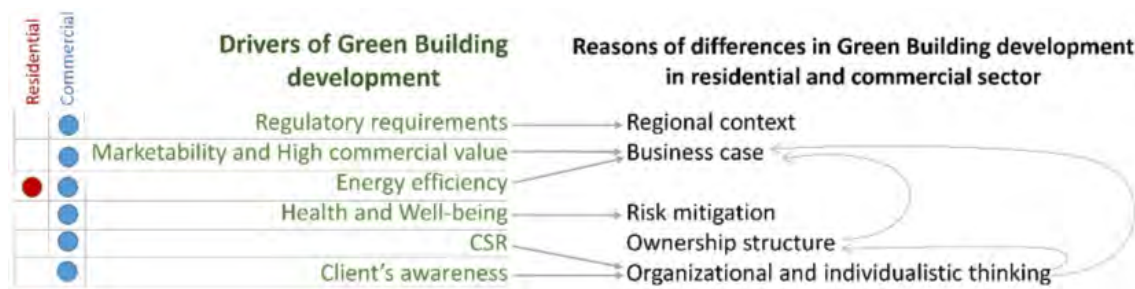 Residential
Commercial
Drivers of Green Building
development
Reasons of differences in Green Building development
in residential and commercial sector
Regulatory requirements
Regional context
Marketability and High commercial value
Business case
Energy efficiency
Health and Well-being
Risk mitigation
CSR
Ownership structure
Client's awareness
Organizational and individualistic thinking